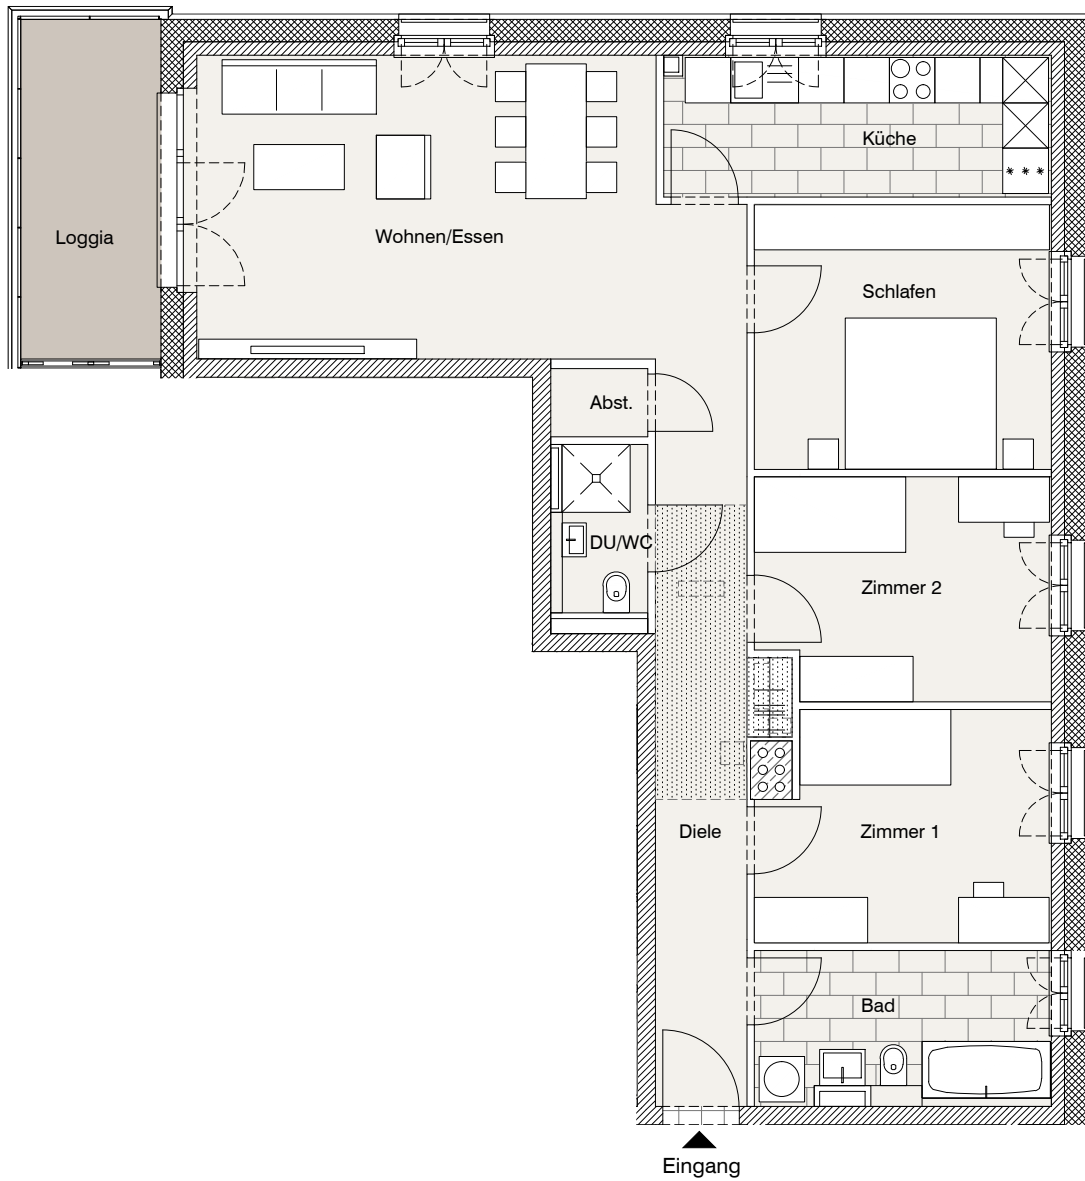 Küche
Loggia
Wohnen/Essen
Schlafen
Abst.
DU/WC
Zimmer 2
Diele
Zimmer 1
Bad
Eingang